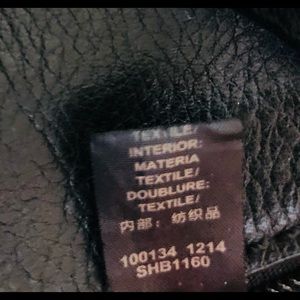 TEXTILE/
INTERIOR:
MATERIA
TEXTILE/
DOUBLURE:
TEXTILE/
内部: 纺织品
100134 1214
SHB1160